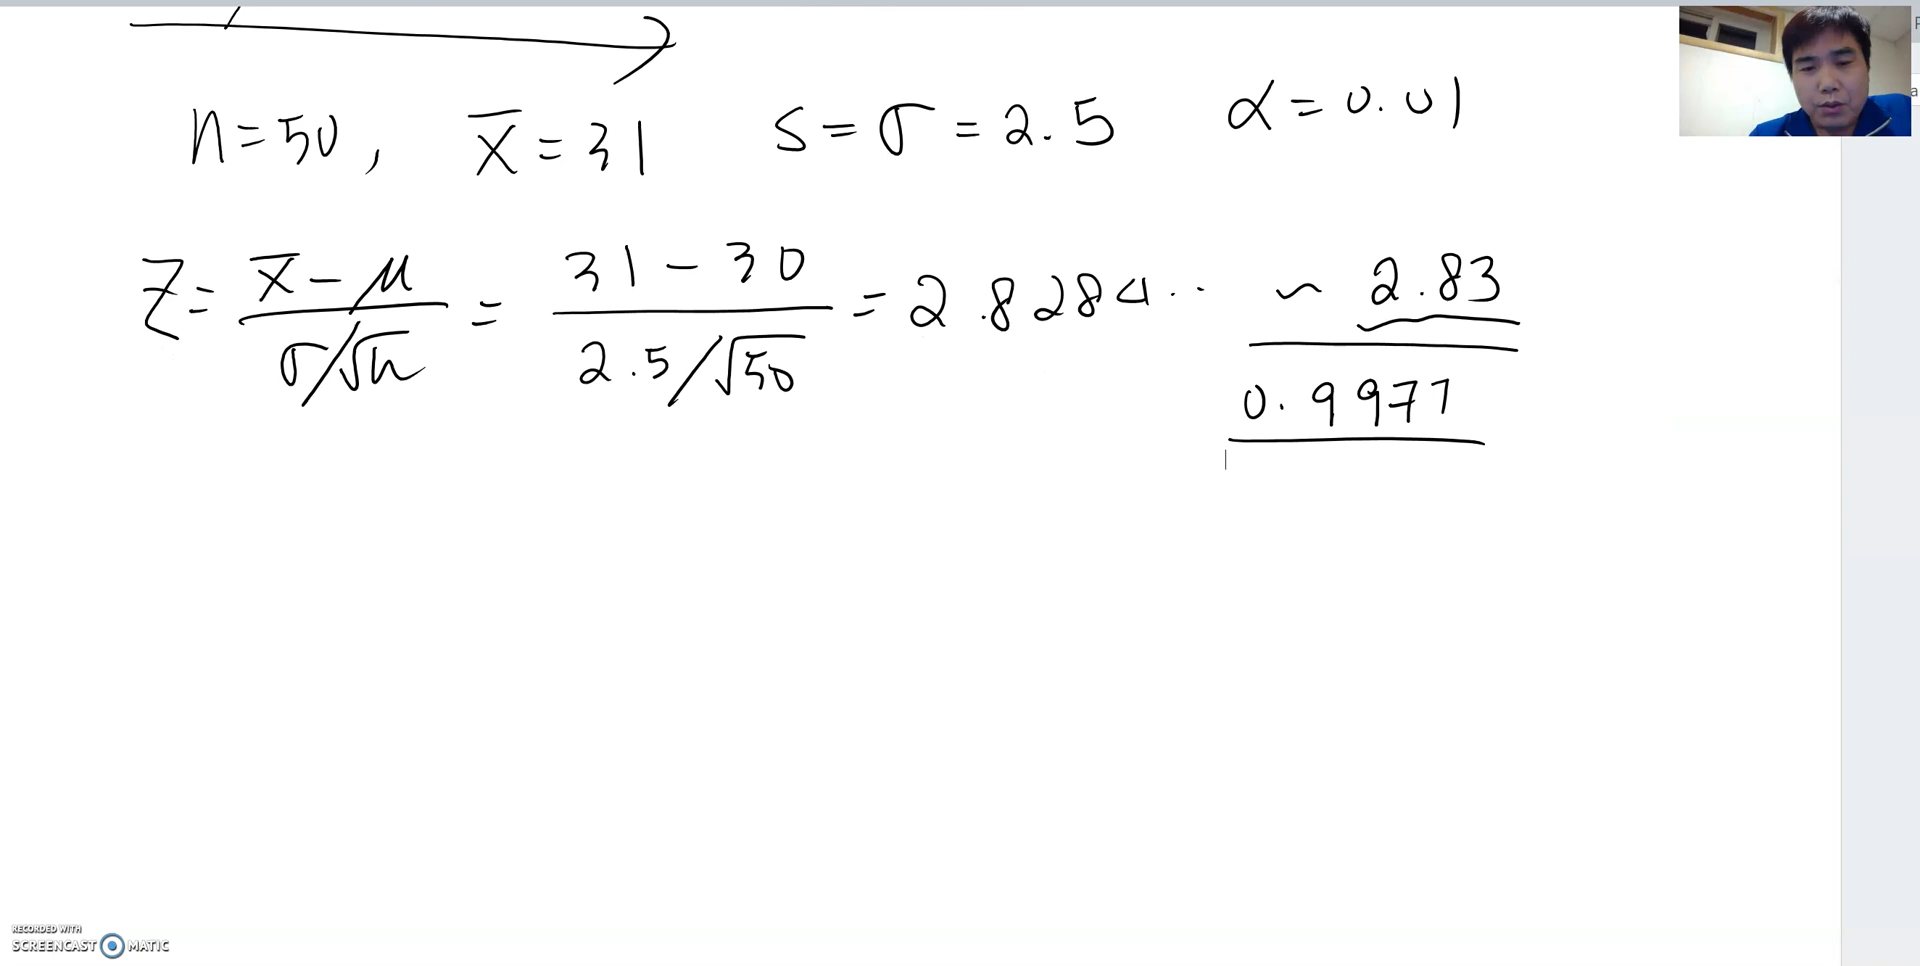 n=50, x̄=31 s=σ=2.5 α=0.01
Z= (x̄-μ)/(σ/√n) = (31-30)/(2.5/√50) = 2.8284.. ~ 2.83
0.9977
RECORDED WITH
SCREENCAST MATIC